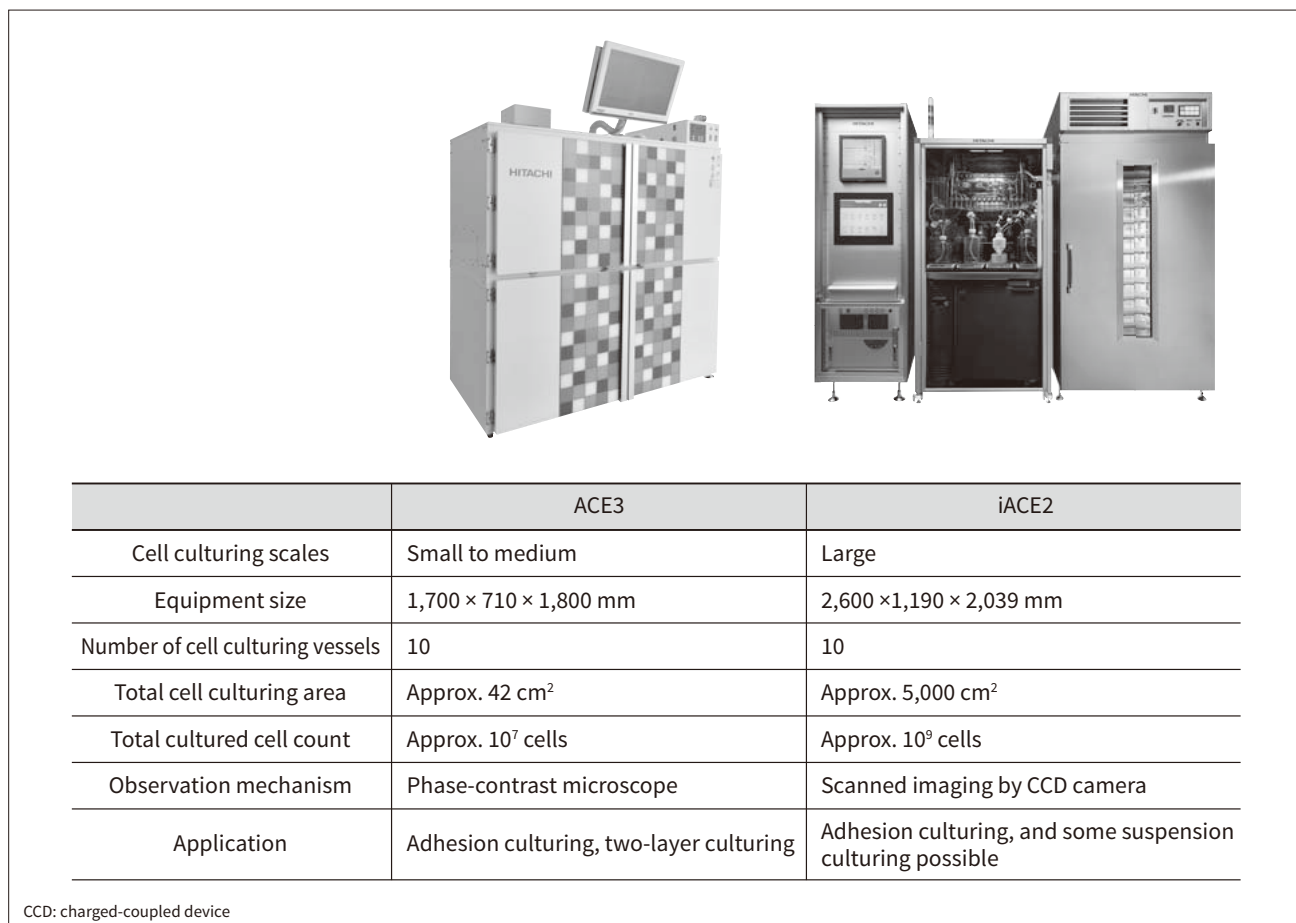 HITACHI
HITACHI
HITACHI
HITACHI
ACE3
iACE2
Cell culturing scales
Small to medium
Large
Equipment size
1,700 × 710 × 1,800 mm
2,600 ×1,190 × 2,039 mm
Number of cell culturing vessels
10
10
Total cell culturing area
Approx. 42 cm²
Approx. 5,000 cm²
Total cultured cell count
Approx. 10⁷ cells
Approx. 10⁹ cells
Observation mechanism
Phase-contrast microscope
Scanned imaging by CCD camera
Application
Adhesion culturing, two-layer culturing
Adhesion culturing, and some suspension
culturing possible
CCD: charged-coupled device